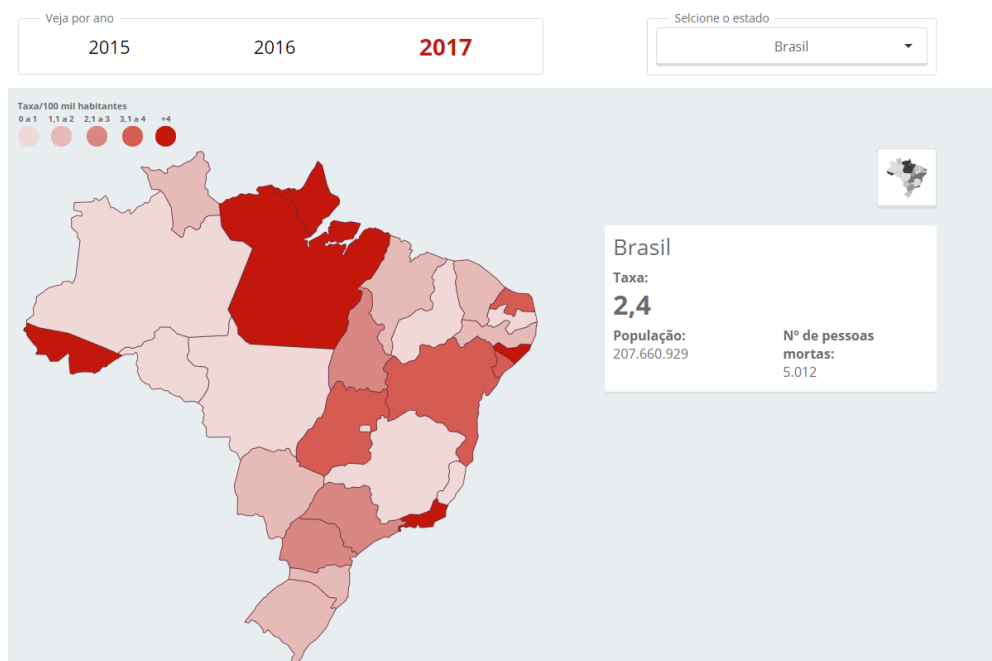 Veja por ano
2015 2016 2017
Selcione o estado
Brasil
Taxa/100 mil habitantes
0 a 1 1,1 a 2 2,1 a 3 3,1 a 4 +4
Brasil
Taxa:
2,4
População:
207.660.929
Nº de pessoas
mortas:
5.012